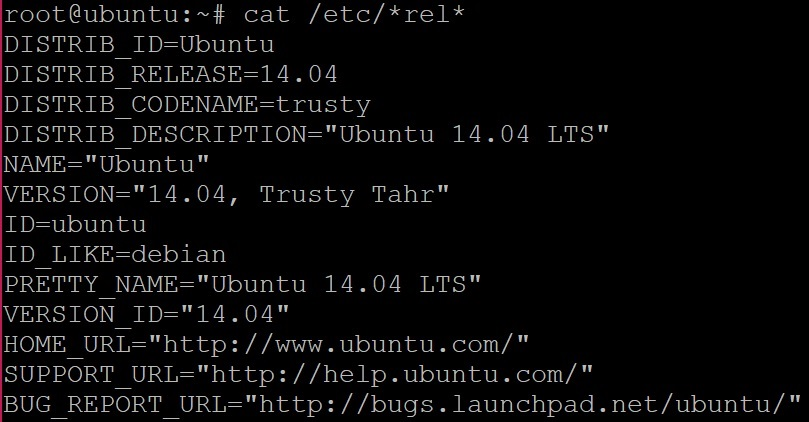 root@ubuntu:~# cat /etc/*rel*
DISTRIB_ID=Ubuntu
DISTRIB_RELEASE=14.04
DISTRIB_CODENAME=trusty
DISTRIB_DESCRIPTION="Ubuntu 14.04 LTS"
NAME="Ubuntu"
VERSION="14.04, Trusty Tahr"
ID=ubuntu
ID_LIKE=debian
PRETTY_NAME="Ubuntu 14.04 LTS"
VERSION_ID="14.04"
HOME_URL="http://www.ubuntu.com/"
SUPPORT_URL="http://help.ubuntu.com/"
BUG_REPORT_URL="http://bugs.launchpad.net/ubuntu/"